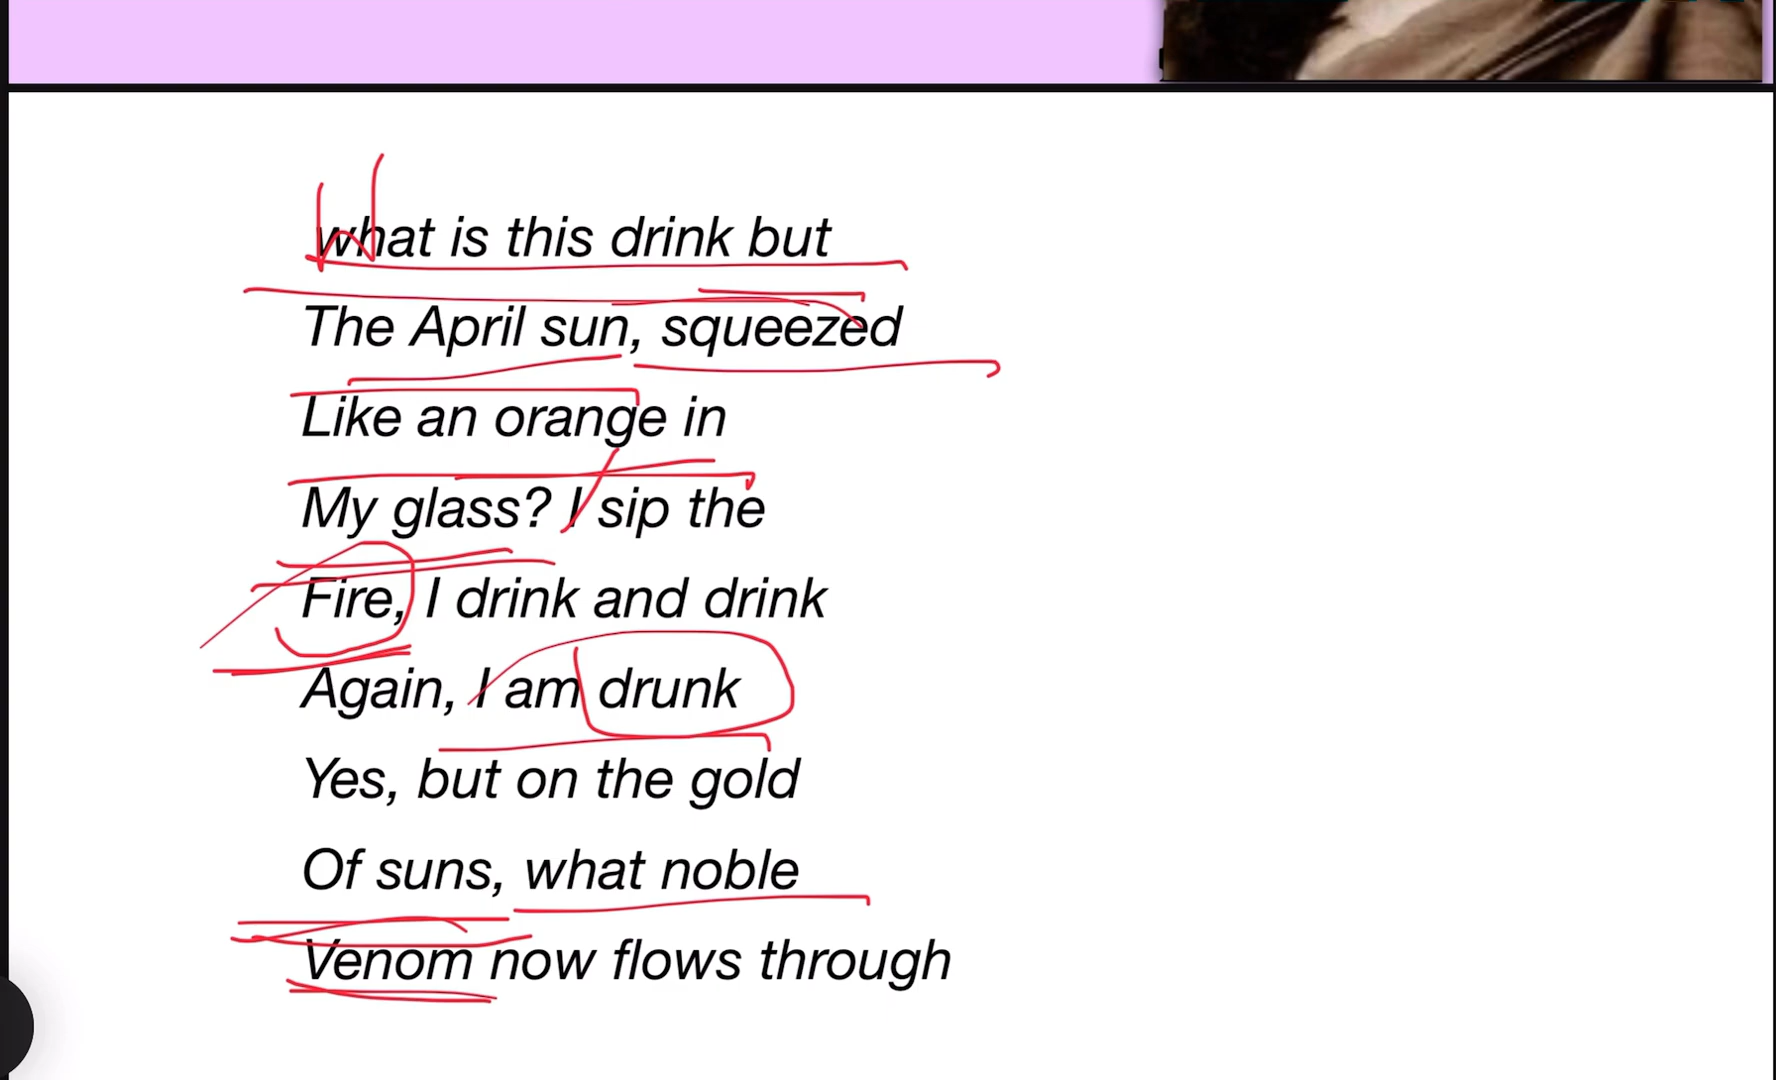 what is this drink but
The April sun, squeezed
Like an orange in
My glass? I sip the
Fire, I drink and drink
Again, I am drunk
Yes, but on the gold
Of suns, what noble
Venom now flows through